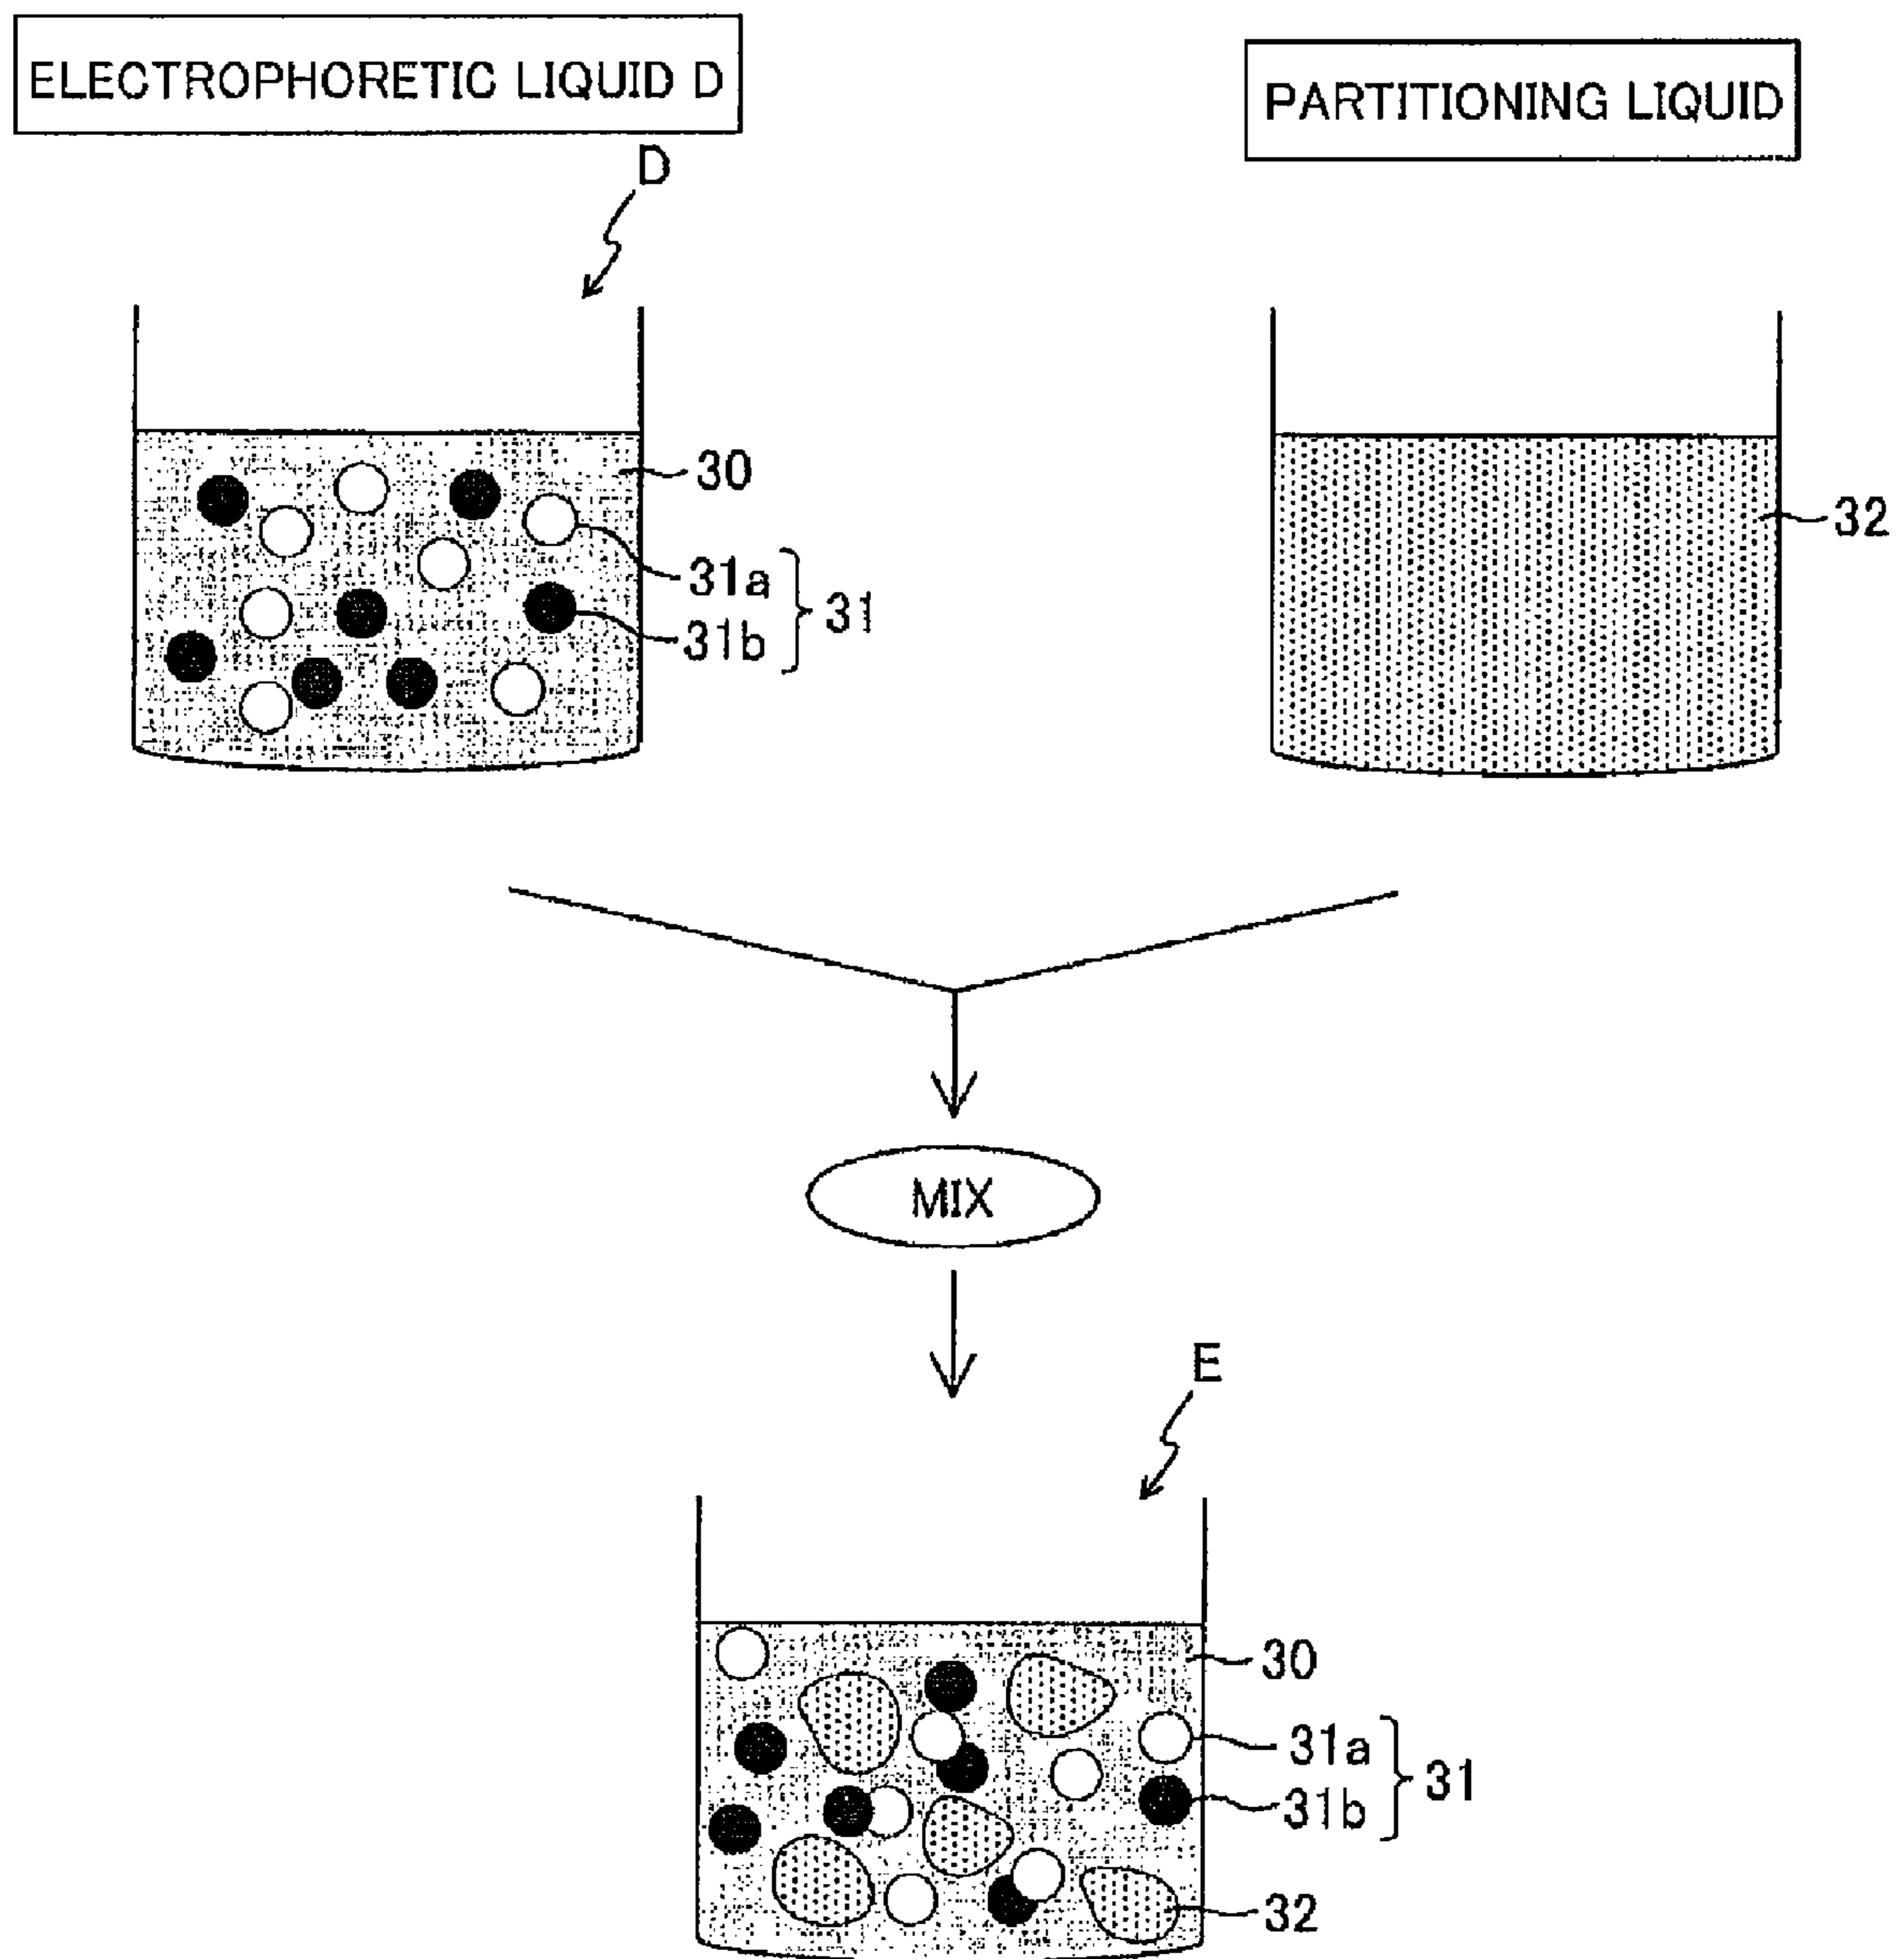 ELECTROPHORETIC LIQUID D
PARTITIONING LIQUID
D
30
31a
31b
31
32
MIX
E
30
31a
31b
31
32